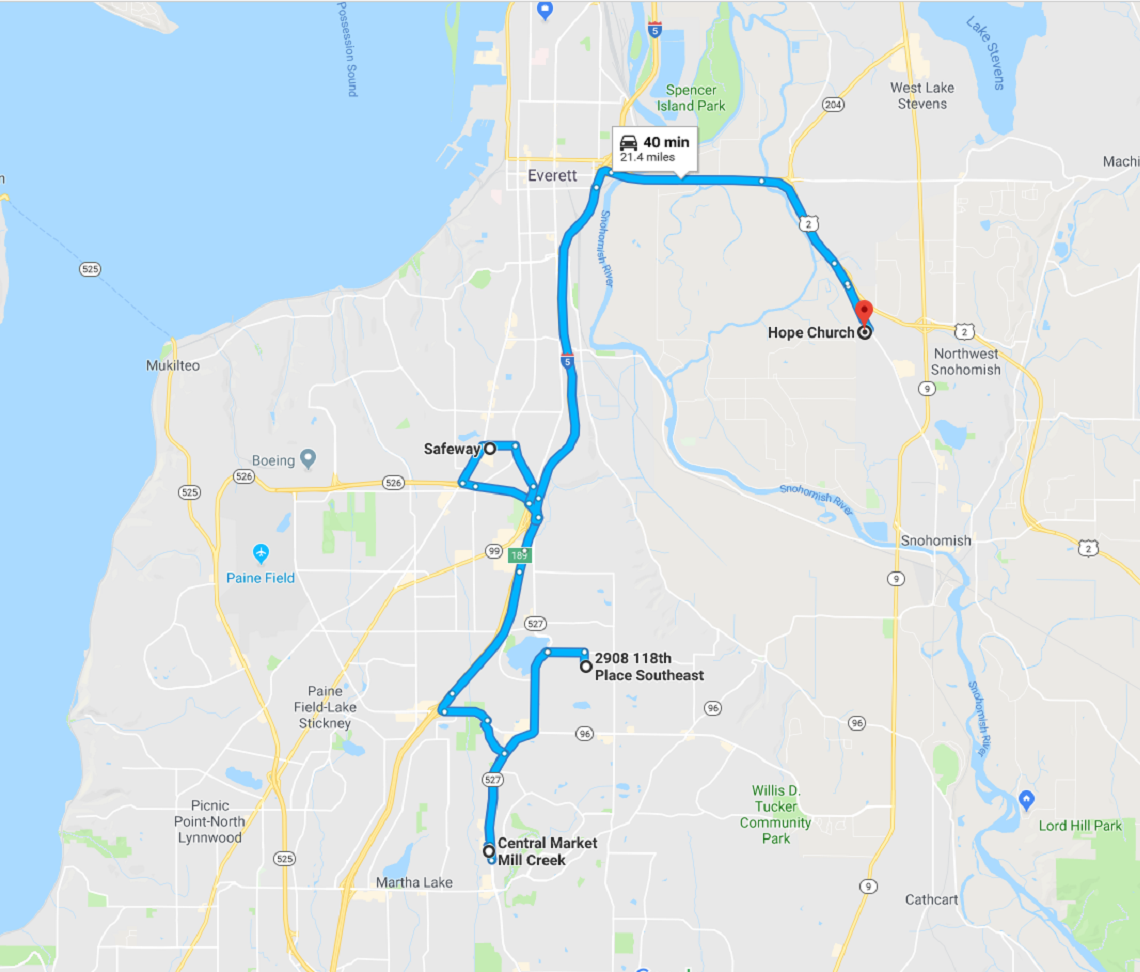 Possession Sound
5
Lake Stevens
West Lake
Stevens
Spencer
Island Park
204
40 min
21.4 miles
Everett
Machi
Snohomish River
2
525
Hope Church
2
Northwest
Snohomish
Mukilteo
5
9
Safeway
Boeing
526
526
525
Snohomish River
99
189
Snohomish
2
Paine Field
9
527
2908 118th
Place Southeast
Paine
Field-Lake
Stickney
96
96
96
Snohomish River
527
Willis D.
Tucker
Community
Park
Picnic
Point-North
Lynnwood
Lord Hill Park
Central Market
Mill Creek
525
Martha Lake
9
Cathcart